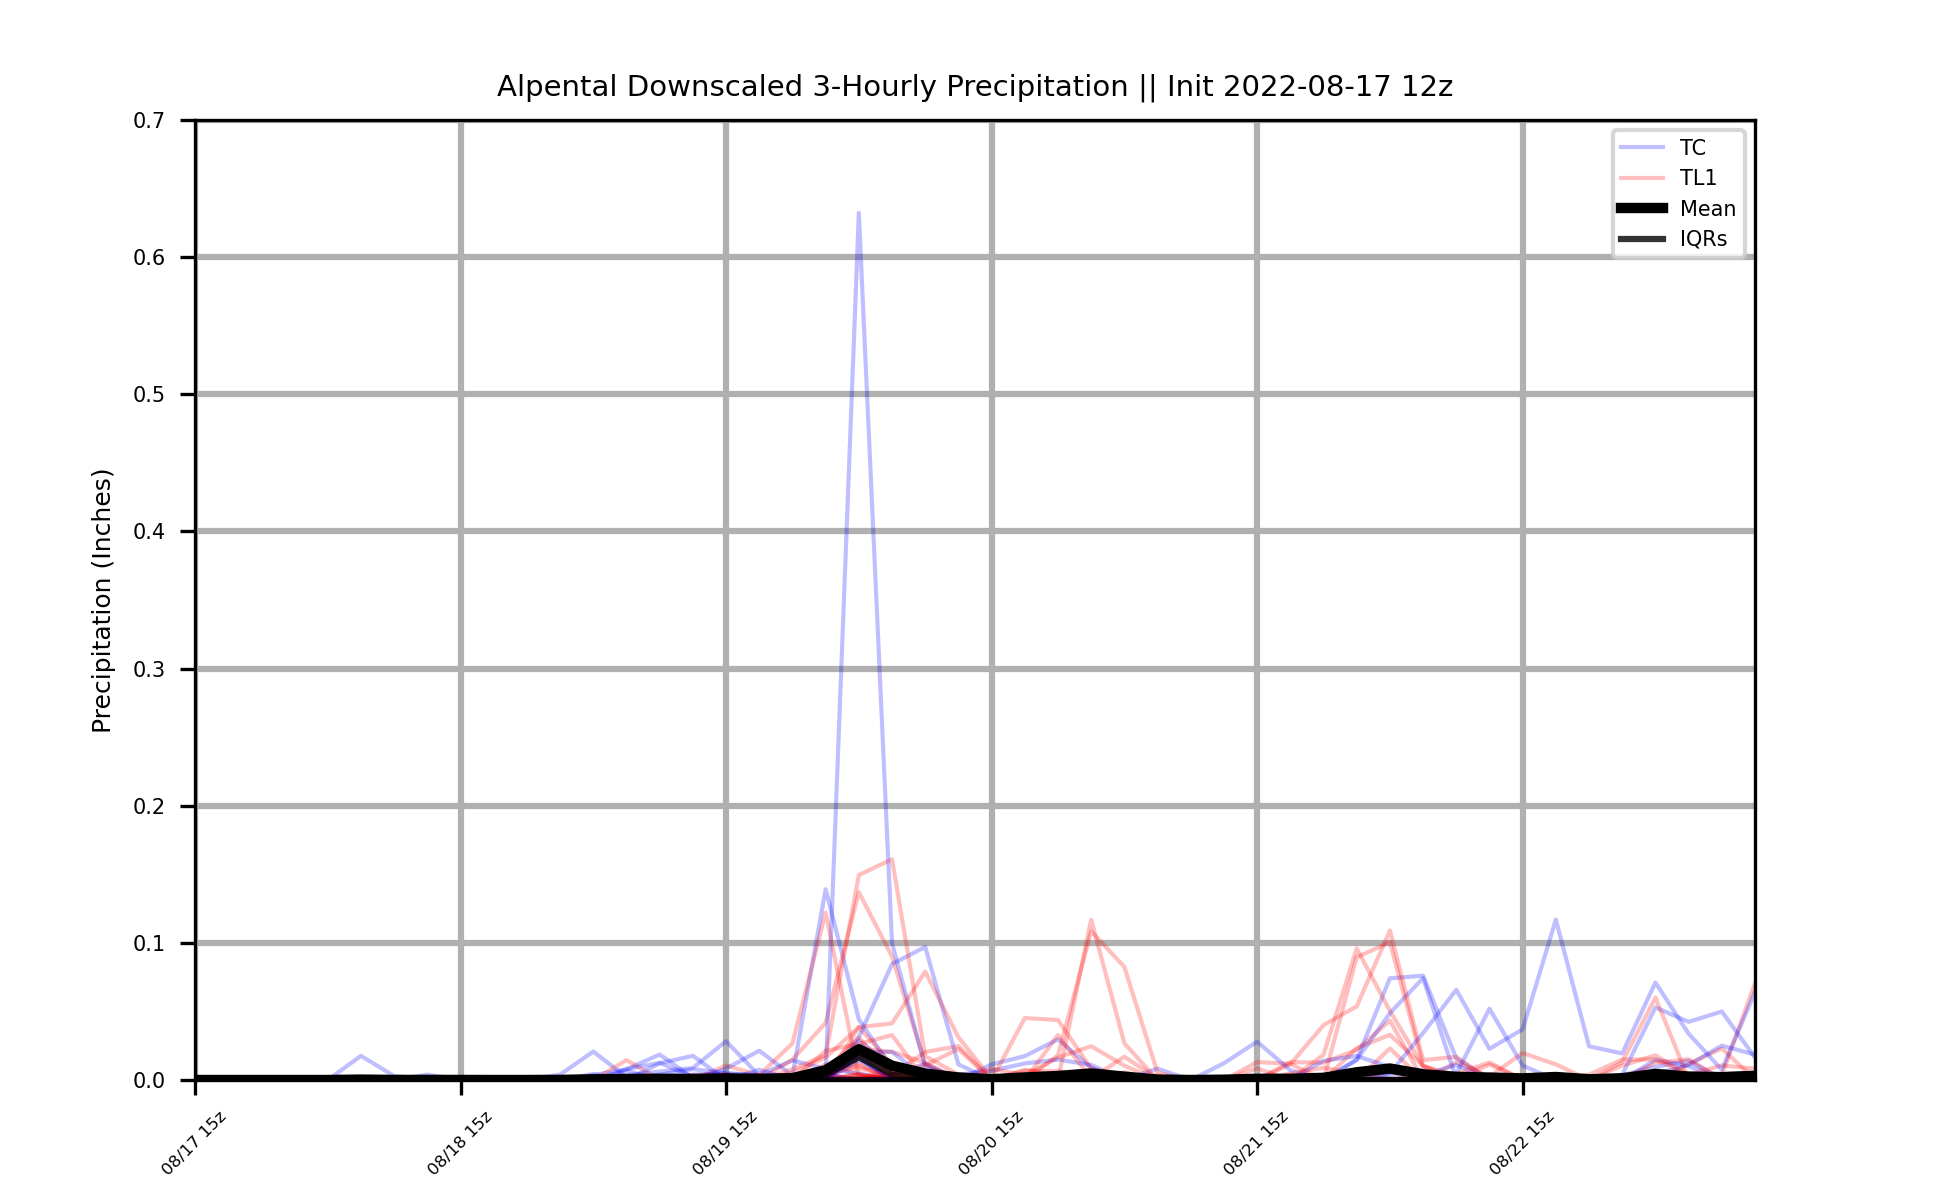 Alpental Downscaled 3-Hourly Precipitation || Init 2022-08-17 12z
TC
TL1
Mean
IQRs
Precipitation (Inches)
0.7
0.6
0.5
0.4
0.3
0.2
0.1
0.0
08/17 15z
08/18 15z
08/19 15z
08/20 15z
08/21 15z
08/22 15z